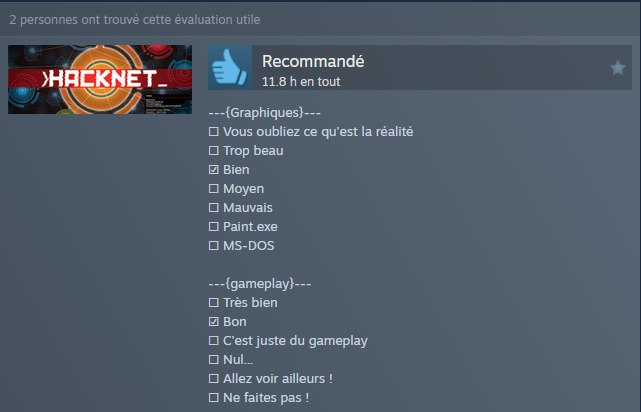 2 personnes ont trouvé cette évaluation utile
>HACKNET_
Recommandé
11.8 h en tout
---{Graphiques}---
☐ Vous oubliez ce qu'est la réalité
☐ Trop beau
☑ Bien
☐ Moyen
☐ Mauvais
☐ Paint.exe
☐ MS-DOS
---{gameplay}---
☐ Très bien
☑ Bon
☐ C'est juste du gameplay
☐ Nul...
☐ Allez voir ailleurs !
☐ Ne faites pas !